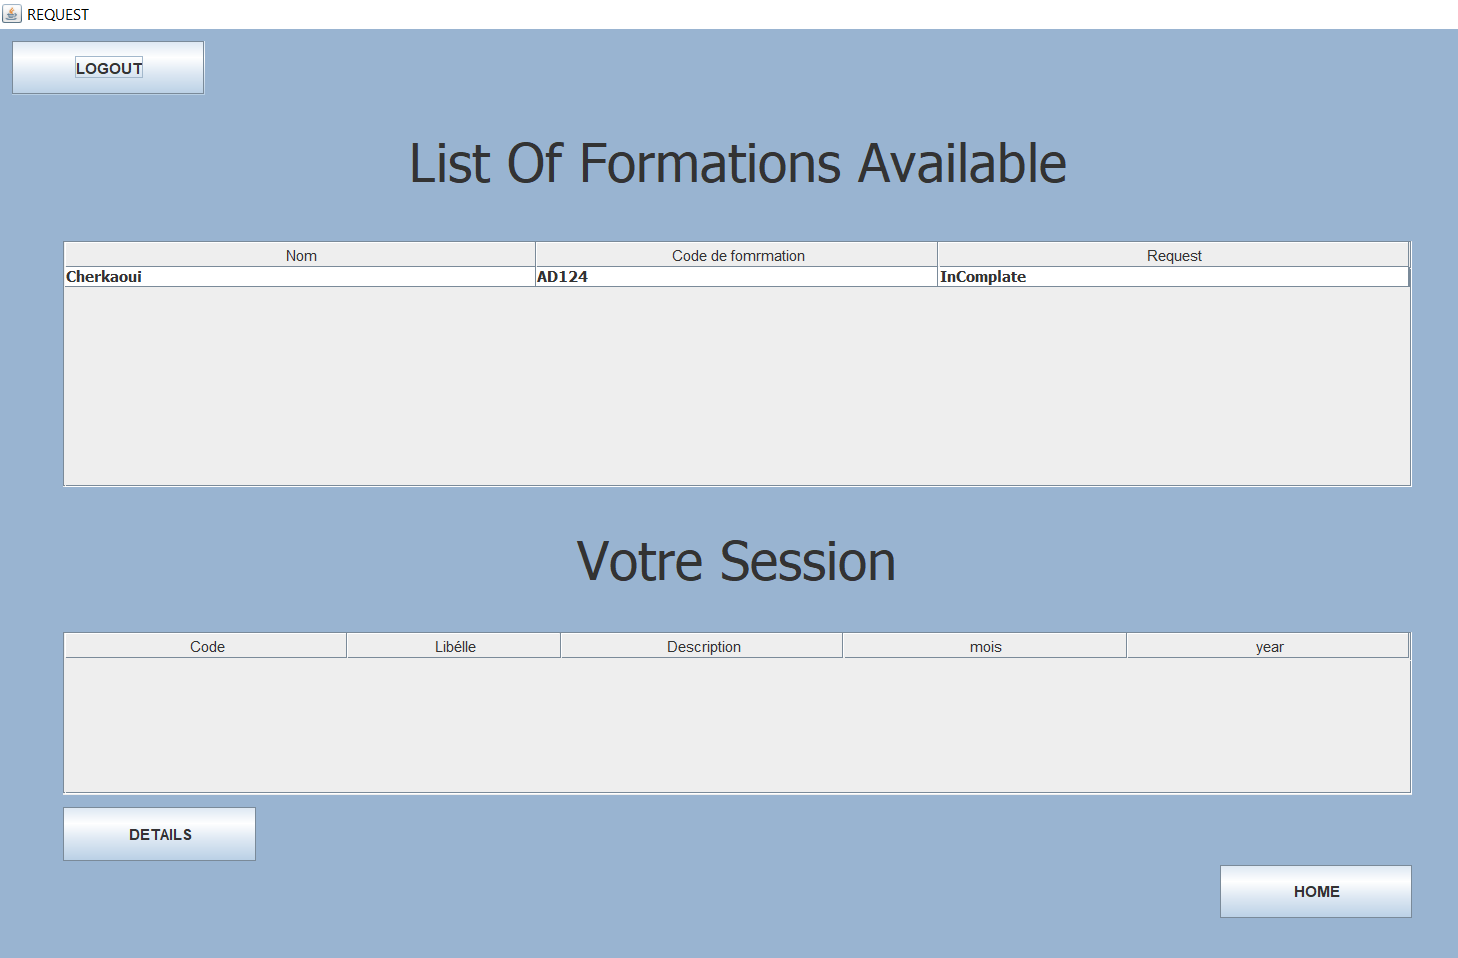 REQUEST
LOGOUT
List Of Formations Available
Nom Code de fomrmation Request
Cherkaoui AD124 InComplate
Votre Session
Code Libélle Description mois year
DETAILS
HOME